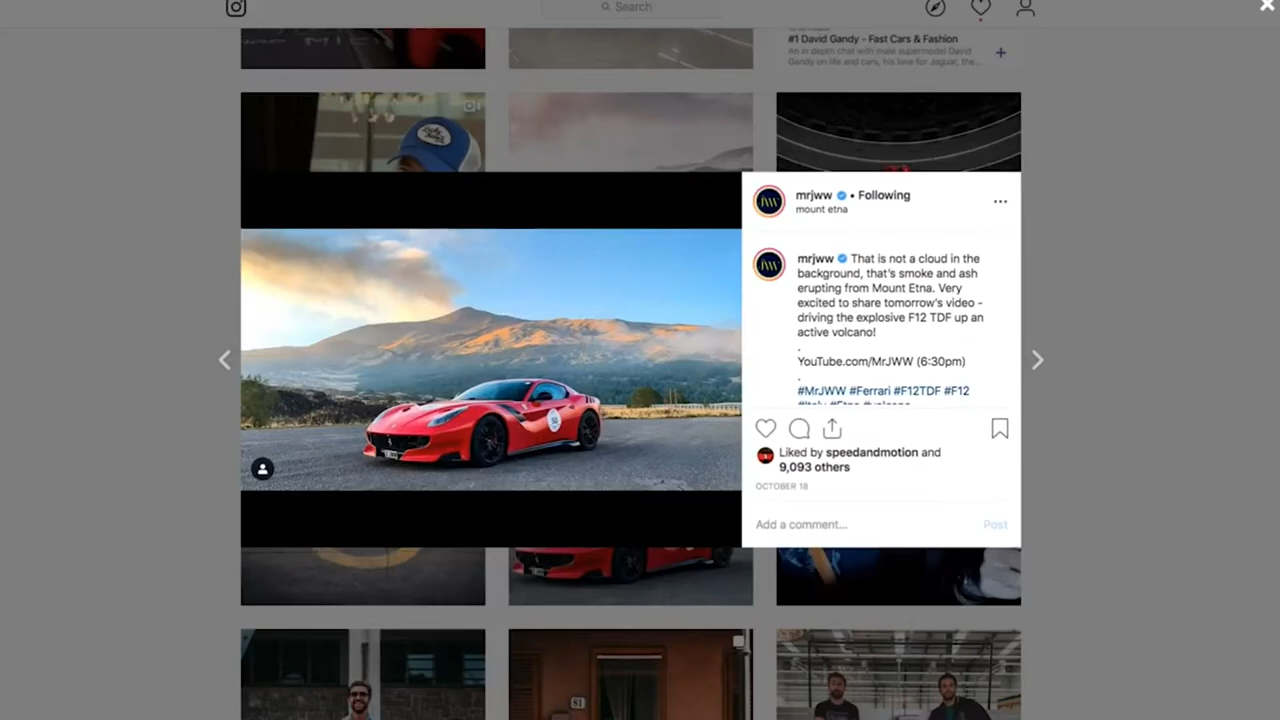 Search
#1 David Gandy - Fast Cars & Fashion
An in depth chat with male supermodel David
Gandy on life and cars, his love for Jaguar, the...
mrjww • Following
mount etna
mrjww That is not a cloud in the
background, that's smoke and ash
erupting from Mount Etna. Very
excited to share tomorrow's video -
driving the explosive F12 TDF up an
active volcano!
.
YouTube.com/MrJWW (6:30pm)
.
#MrJWW #Ferrari #F12TDF #F12
#Italy #Etna #volcano
Liked by speedandmotion and
9,093 others
OCTOBER 18
Add a comment...
Post
81